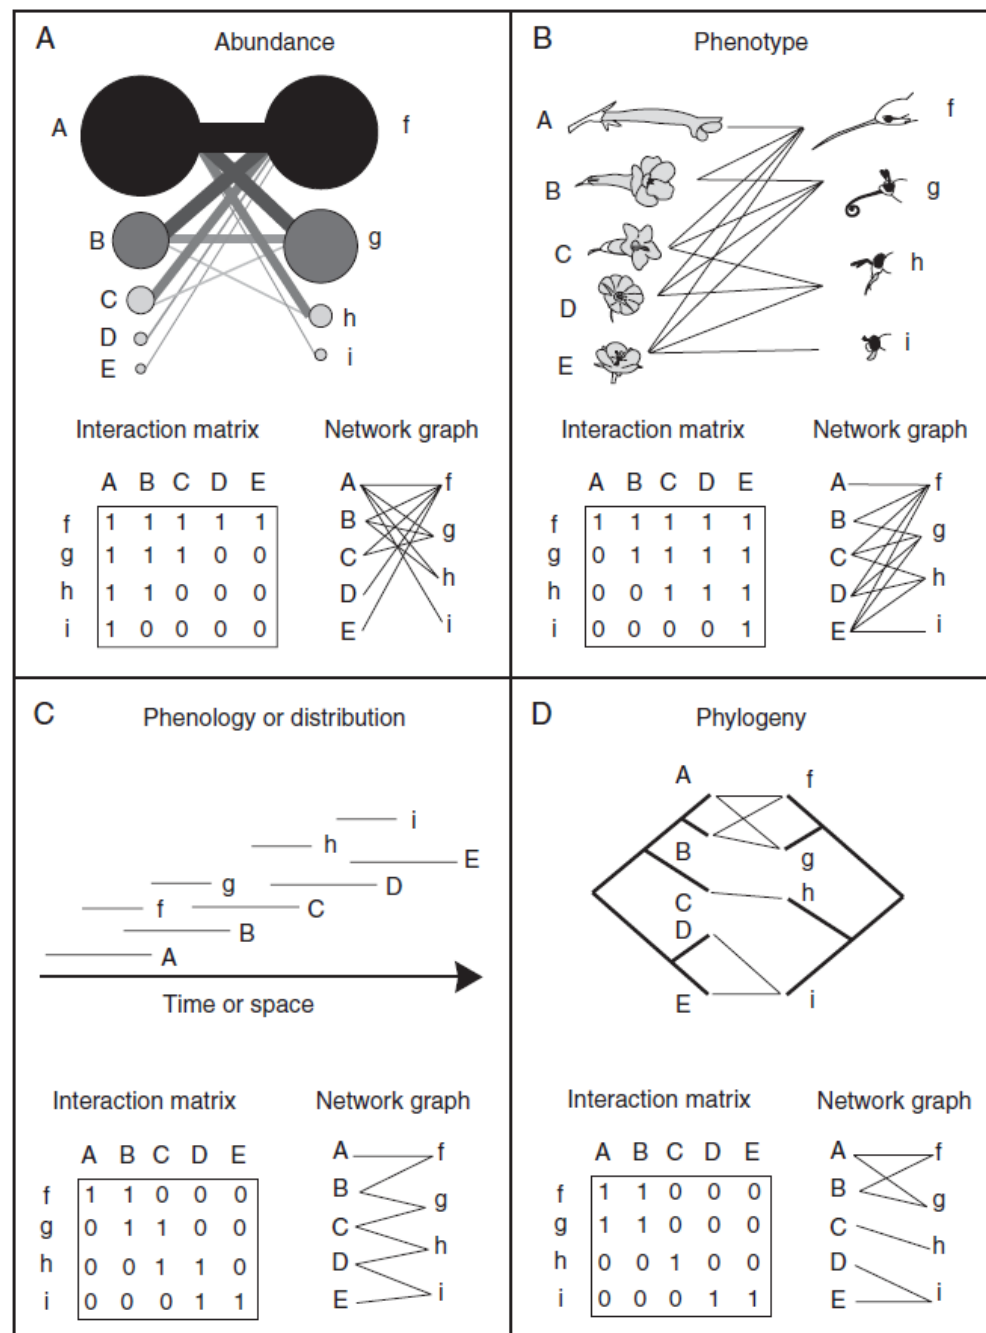 A Abundance
A f
B g
C
h
D
i
E
Interaction matrix Network graph
A B C D E
f 1 1 1 1 1
g 1 1 1 0 0
h 1 1 0 0 0
i 1 0 0 0 0
A f
B
g
C
h
D
i
E
B Phenotype
A f
B g
C h
D
i
E
Interaction matrix Network graph
A B C D E
f 1 1 1 1 1
g 0 1 1 1 1
h 0 0 1 1 1
i 0 0 0 0 1
A f
B
g
C
h
D
E i
C Phenology or distribution
i
h
E
g D
f C
B
A
Time or space
Interaction matrix Network graph
A B C D E
f 1 1 0 0 0
g 0 1 1 0 0
h 0 0 1 1 0
i 0 0 0 1 1
A f
B
g
C
h
D
i
E
D Phylogeny
A f
B g
C h
D
E i
Interaction matrix Network graph
A B C D E
f 1 1 0 0 0
g 1 1 0 0 0
h 0 0 1 0 0
i 0 0 0 1 1
A f
B
g
C
h
D
E i